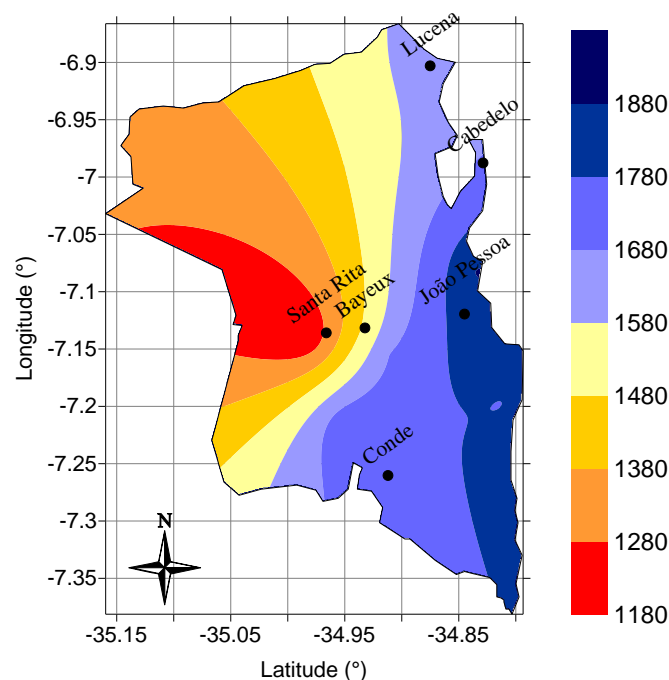 Lucena
Cabedelo
João Pessoa
Santa Rita
Bayeux
Conde
N
Longitude (°)
-6.9
-6.95
-7
-7.05
-7.1
-7.15
-7.2
-7.25
-7.3
-7.35
-35.15 -35.05 -34.95 -34.85
Latitude (°)
1880
1780
1680
1580
1480
1380
1280
1180